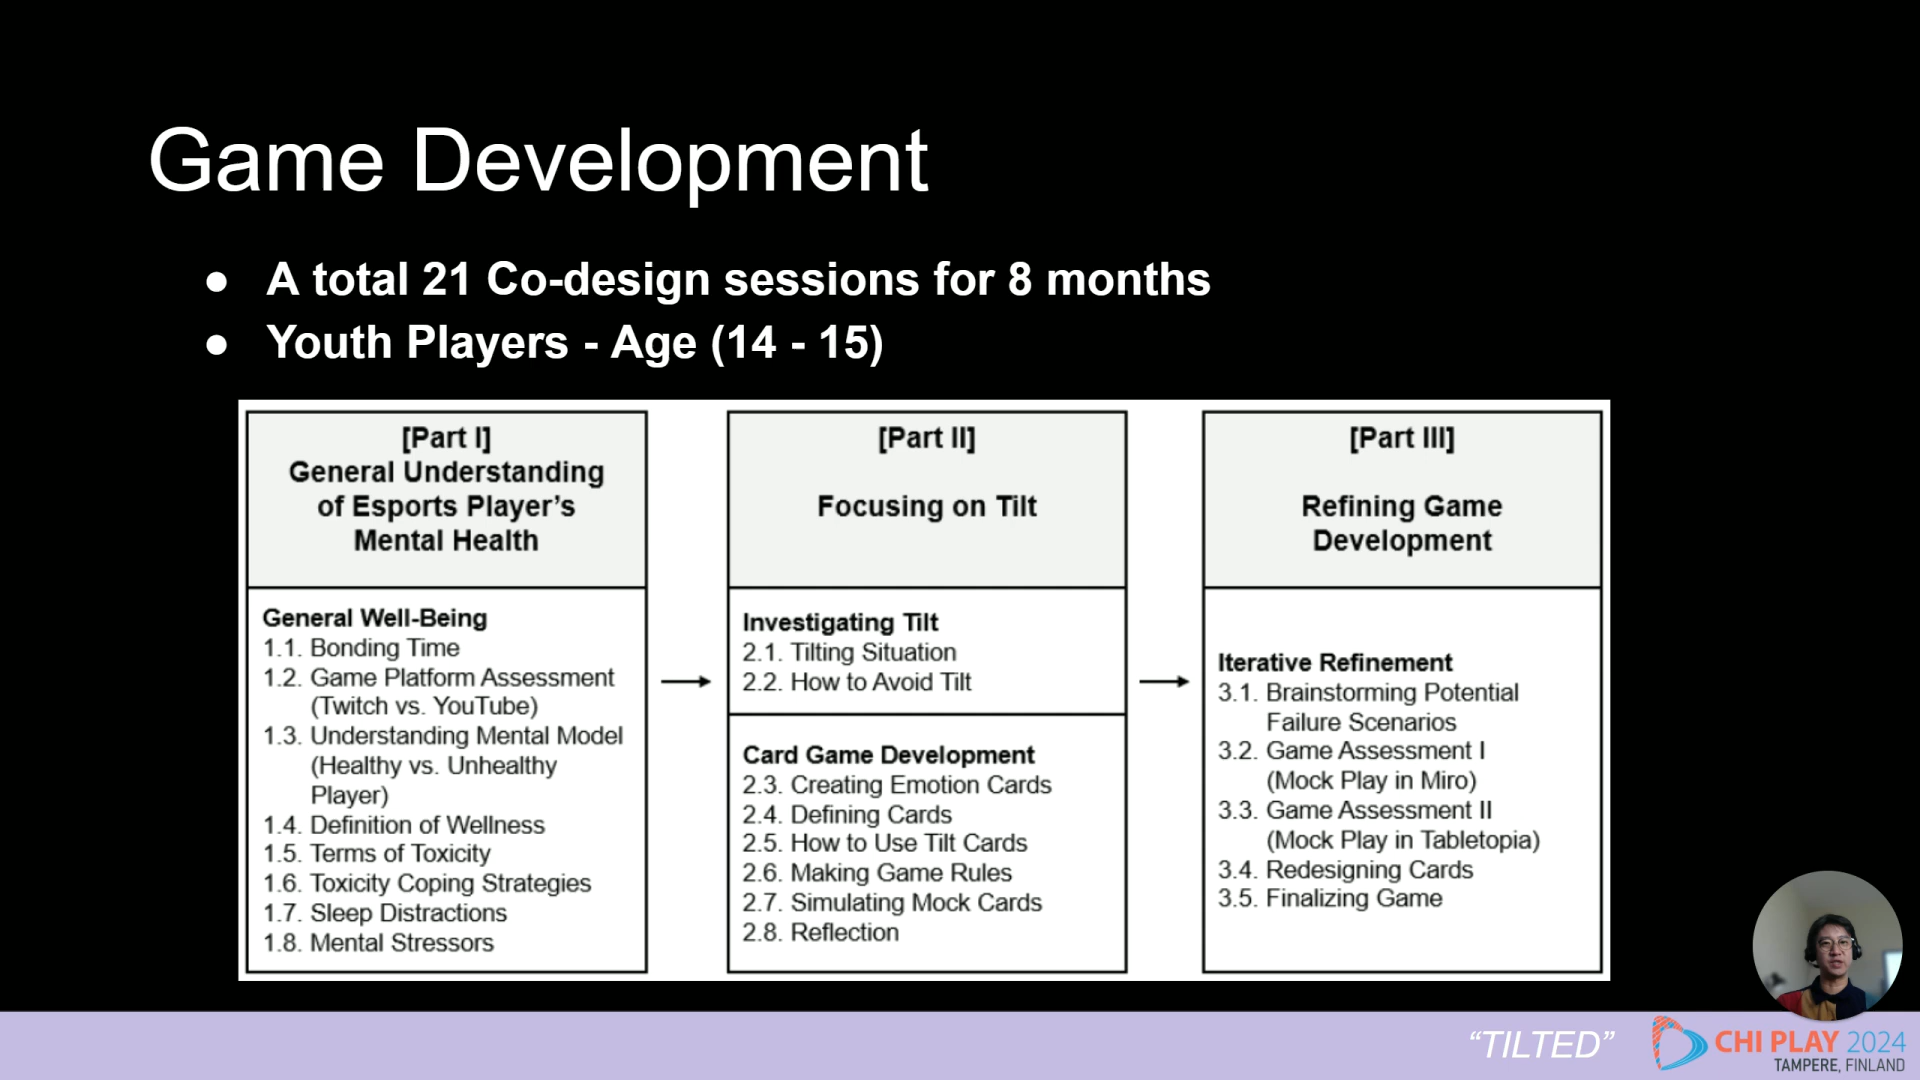 Game Development
● A total 21 Co-design sessions for 8 months
● Youth Players - Age (14 - 15)
[Part I]
General Understanding
of Esports Player's
Mental Health
General Well-Being
1.1. Bonding Time
1.2. Game Platform Assessment
(Twitch vs. YouTube)
1.3. Understanding Mental Model
(Healthy vs. Unhealthy
Player)
1.4. Definition of Wellness
1.5. Terms of Toxicity
1.6. Toxicity Coping Strategies
1.7. Sleep Distractions
1.8. Mental Stressors
[Part II]
Focusing on Tilt
Investigating Tilt
2.1. Tilting Situation
2.2. How to Avoid Tilt
Card Game Development
2.3. Creating Emotion Cards
2.4. Defining Cards
2.5. How to Use Tilt Cards
2.6. Making Game Rules
2.7. Simulating Mock Cards
2.8. Reflection
[Part III]
Refining Game
Development
Iterative Refinement
3.1. Brainstorming Potential
Failure Scenarios
3.2. Game Assessment I
(Mock Play in Miro)
3.3. Game Assessment II
(Mock Play in Tabletopia)
3.4. Redesigning Cards
3.5. Finalizing Game
“TILTED”
CHI PLAY 2024
TAMPERE, FINLAND